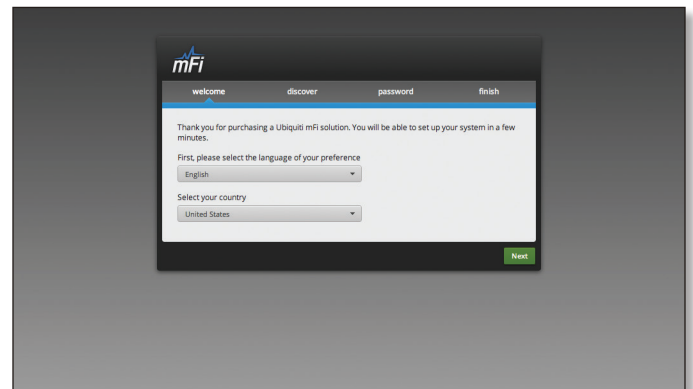 mFi
welcome discover password finish
Thank you for purchasing a Ubiquiti mFi solution. You will be able to set up your system in a few
minutes.
First, please select the language of your preference
English
Select your country
United States
Next